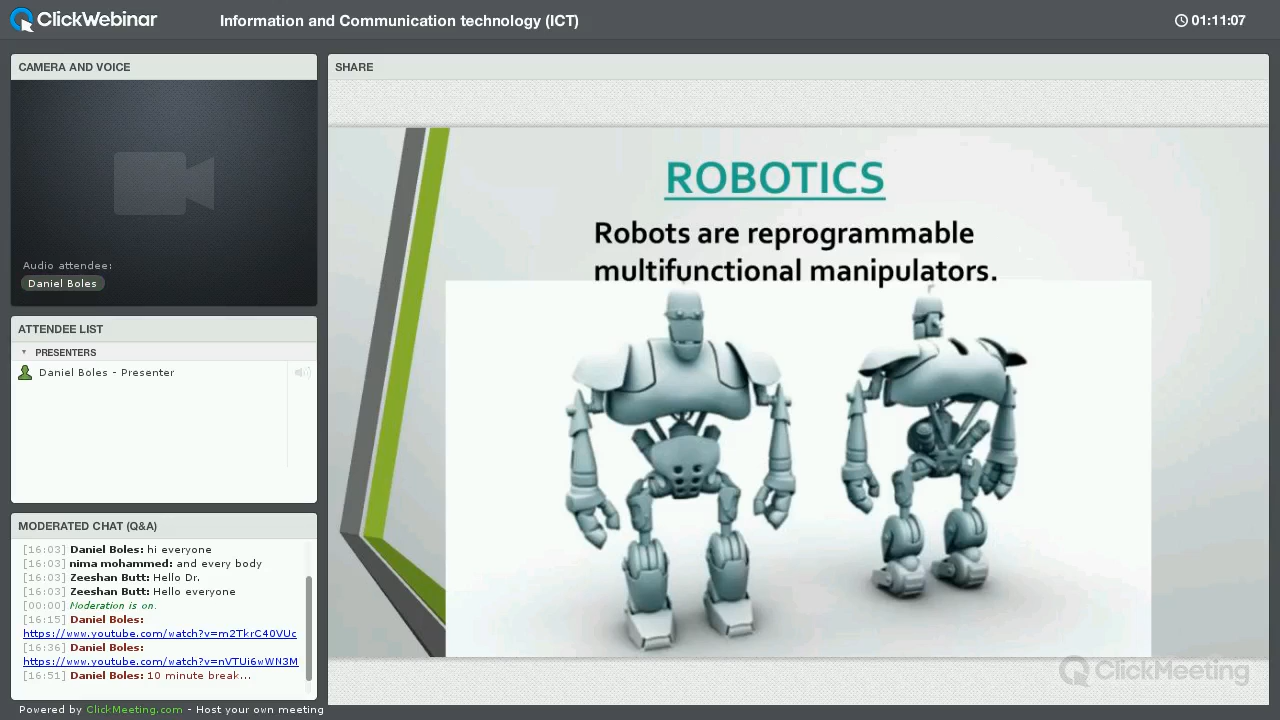 ClickWebinar
Information and Communication technology (ICT)
01:11:07
CAMERA AND VOICE
Audio attendee:
Daniel Boles
ATTENDEE LIST
PRESENTERS
Daniel Boles - Presenter
MODERATED CHAT (Q&A)
[16:03] Daniel Boles: hi everyone
[16:03] nima mohammed: and every body
[16:03] Zeeshan Butt: Hello Dr.
[16:03] Zeeshan Butt: Hello everyone
[00:00] Moderation is on.
[16:15] Daniel Boles:
https://www.youtube.com/watch?v=m2TkrC40VUc
[16:36] Daniel Boles:
https://www.youtube.com/watch?v=nVTUi6wWN3M
[16:51] Daniel Boles: 10 minute break...
Powered by ClickMeeting.com - Host your own meeting
SHARE
ROBOTICS
Robots are reprogrammable
multifunctional manipulators.
ClickMeeting